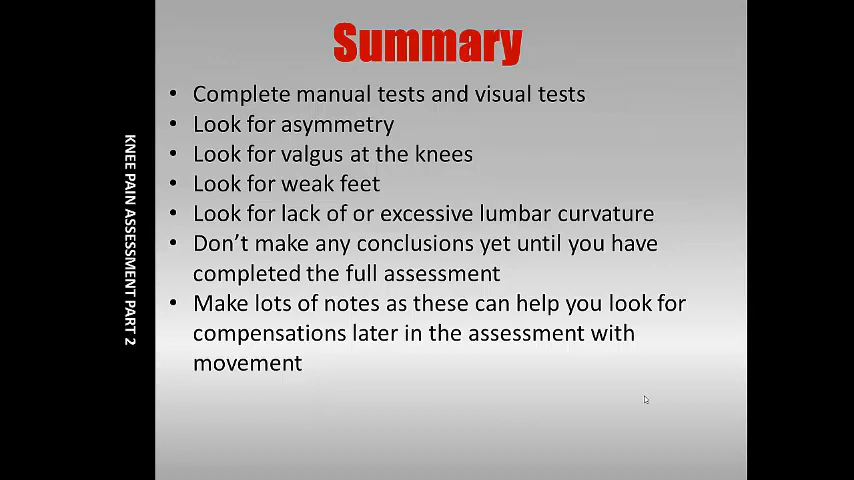 Summary
• Complete manual tests and visual tests
• Look for asymmetry
• Look for valgus at the knees
• Look for weak feet
• Look for lack of or excessive lumbar curvature
• Don’t make any conclusions yet until you have
completed the full assessment
• Make lots of notes as these can help you look for
compensations later in the assessment with
movement
KNEE PAIN ASSESSMENT PART 2